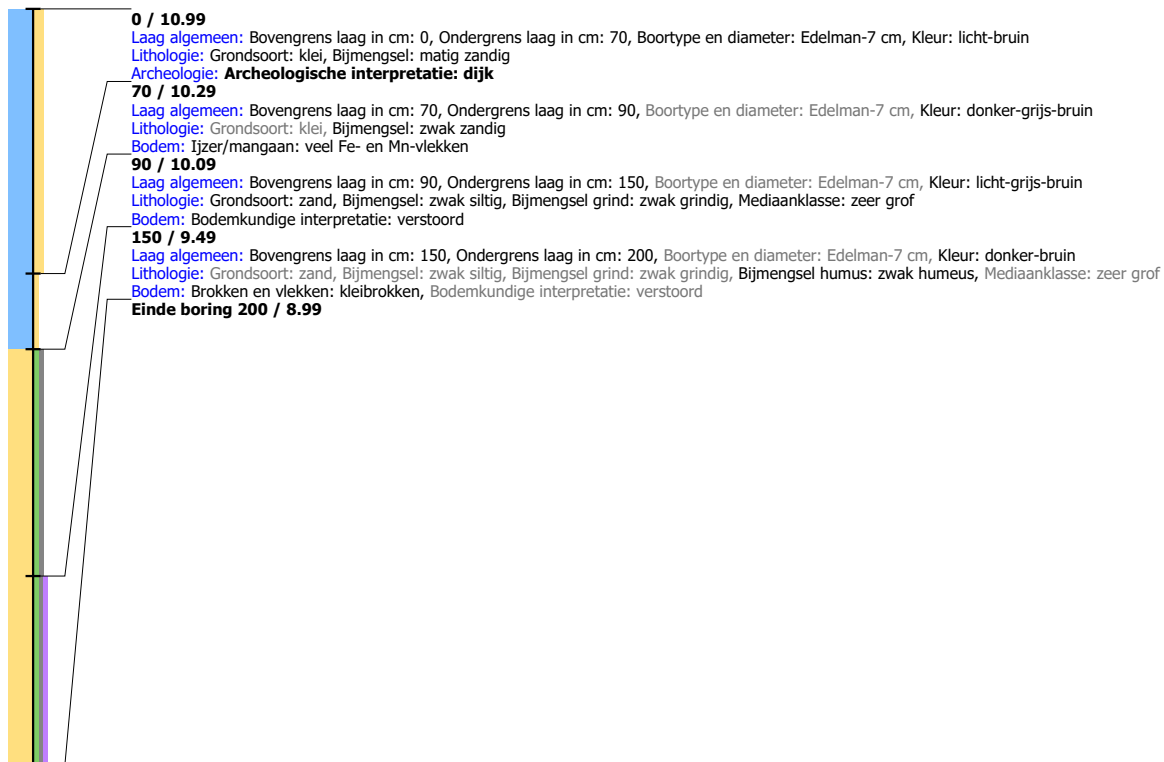 0 / 10.99
Laag algemeen: Bovengrens laag in cm: 0, Ondergrens laag in cm: 70, Boortype en diameter: Edelman-7 cm, Kleur: licht-bruin
Lithologie: Grondsoort: klei, Bijmengsel: matig zandig
Archeologie: Archeologische interpretatie: dijk
70 / 10.29
Laag algemeen: Bovengrens laag in cm: 70, Ondergrens laag in cm: 90, Boortype en diameter: Edelman-7 cm, Kleur: donker-grijs-bruin
Lithologie: Grondsoort: klei, Bijmengsel: zwak zandig
Bodem: Ijzer/mangaan: veel Fe- en Mn-vlekken
90 / 10.09
Laag algemeen: Bovengrens laag in cm: 90, Ondergrens laag in cm: 150, Boortype en diameter: Edelman-7 cm, Kleur: licht-grijs-bruin
Lithologie: Grondsoort: zand, Bijmengsel: zwak siltig, Bijmengsel grind: zwak grindig, Mediaanklasse: zeer grof
Bodem: Bodemkundige interpretatie: verstoord
150 / 9.49
Laag algemeen: Bovengrens laag in cm: 150, Ondergrens laag in cm: 200, Boortype en diameter: Edelman-7 cm, Kleur: donker-bruin
Lithologie: Grondsoort: zand, Bijmengsel: zwak siltig, Bijmengsel grind: zwak grindig, Bijmengsel humus: zwak humeus, Mediaanklasse: zeer grof
Bodem: Brokken en vlekken: kleibrokken, Bodemkundige interpretatie: verstoord
Einde boring 200 / 8.99